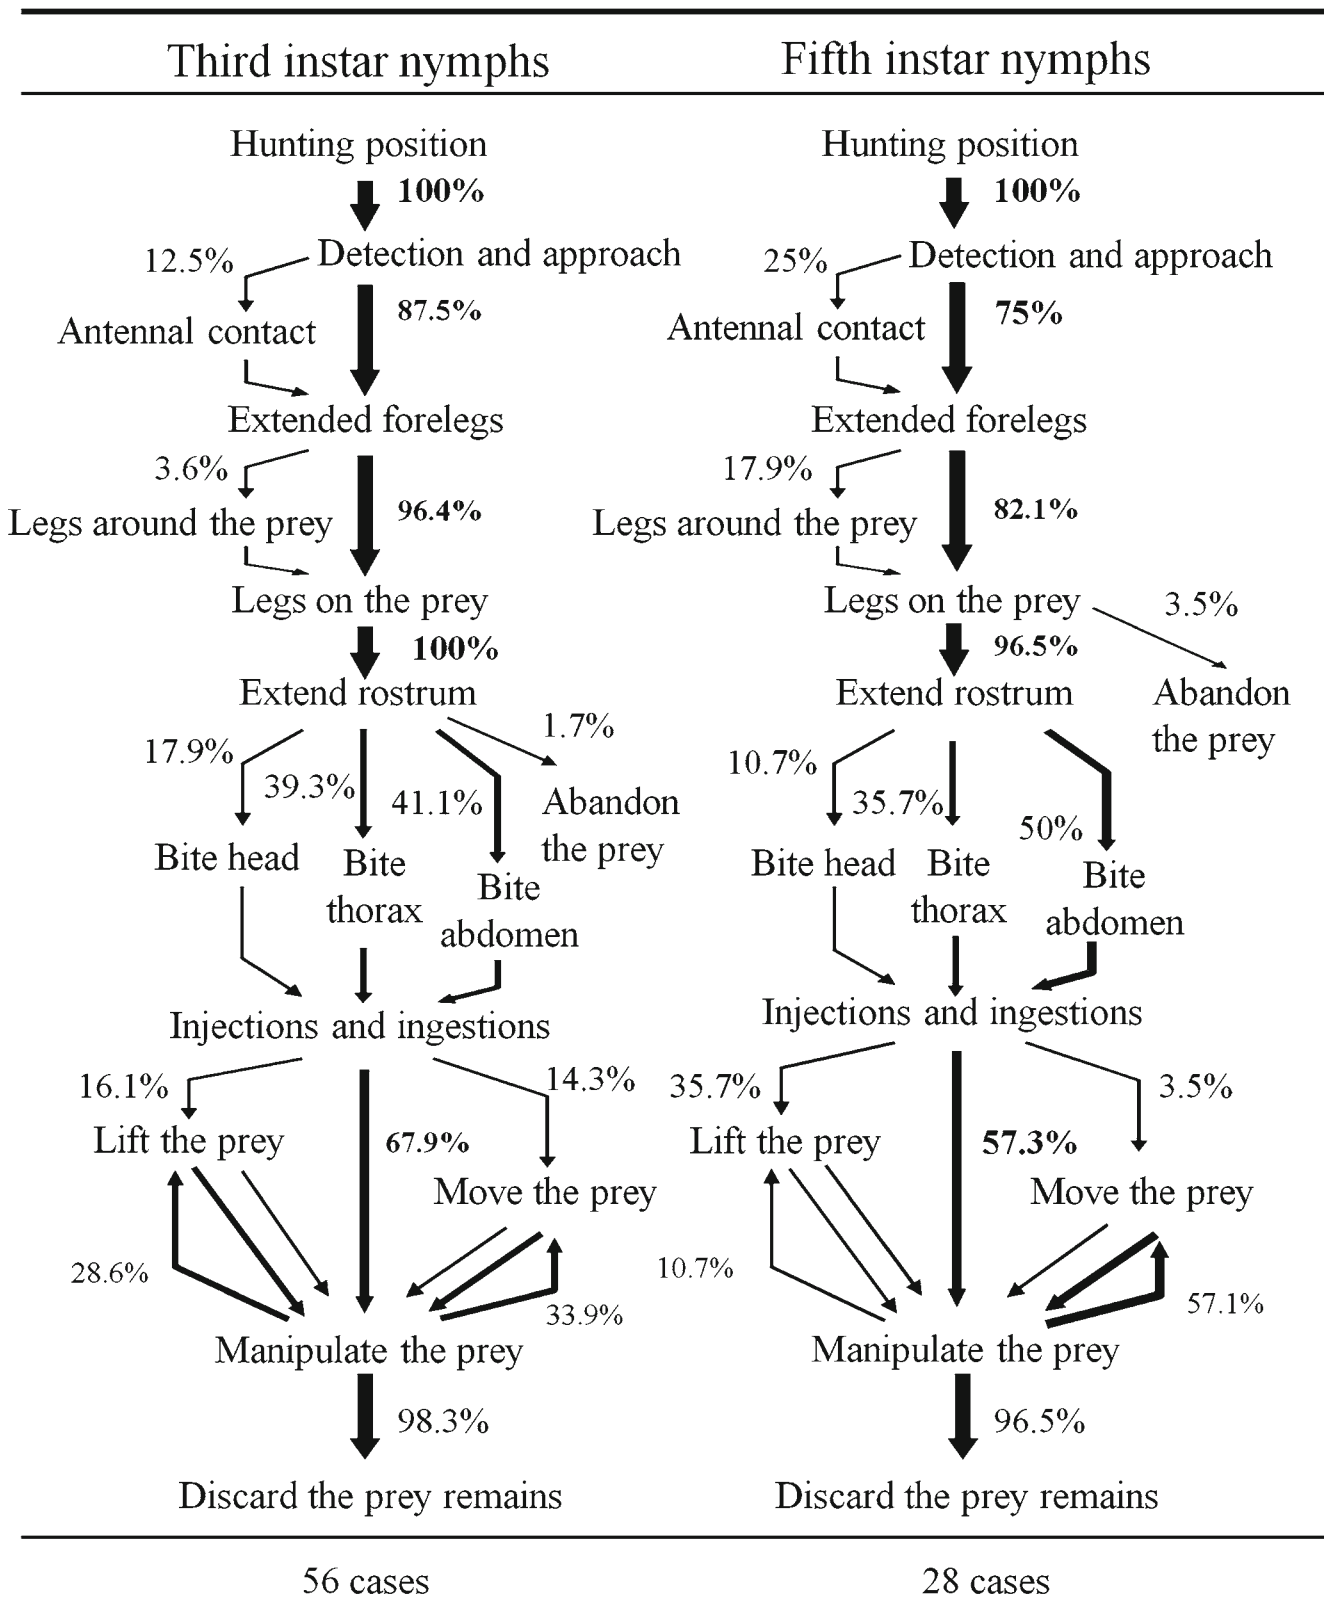 Third instar nymphs
Fifth instar nymphs
Hunting position
100%
12.5%
Detection and approach
87.5%
Antennal contact
Extended forelegs
3.6%
96.4%
Legs around the prey
Legs on the prey
100%
Extend rostrum
17.9%
39.3%
41.1%
1.7%
Abandon
the prey
Bite head
Bite
thorax
Bite
abdomen
Injections and ingestions
16.1%
14.3%
Lift the prey
67.9%
Move the prey
28.6%
33.9%
Manipulate the prey
98.3%
Discard the prey remains
56 cases
Hunting position
100%
25%
Detection and approach
75%
Antennal contact
Extended forelegs
17.9%
82.1%
Legs around the prey
Legs on the prey
3.5%
96.5%
Extend rostrum
Abandon
the prey
10.7%
35.7%
50%
Bite head
Bite
thorax
Bite
abdomen
Injections and ingestions
35.7%
3.5%
Lift the prey
57.3%
Move the prey
10.7%
57.1%
Manipulate the prey
96.5%
Discard the prey remains
28 cases